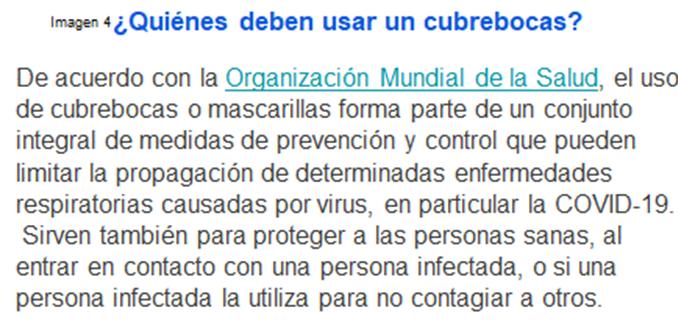 Imagen 4 ¿Quiénes deben usar un cubrebocas?
De acuerdo con la Organización Mundial de la Salud, el uso
de cubrebocas o mascarillas forma parte de un conjunto
integral de medidas de prevención y control que pueden
limitar la propagación de determinadas enfermedades
respiratorias causadas por virus, en particular la COVID-19.
Sirven también para proteger a las personas sanas, al
entrar en contacto con una persona infectada, o si una
persona infectada la utiliza para no contagiar a otros.